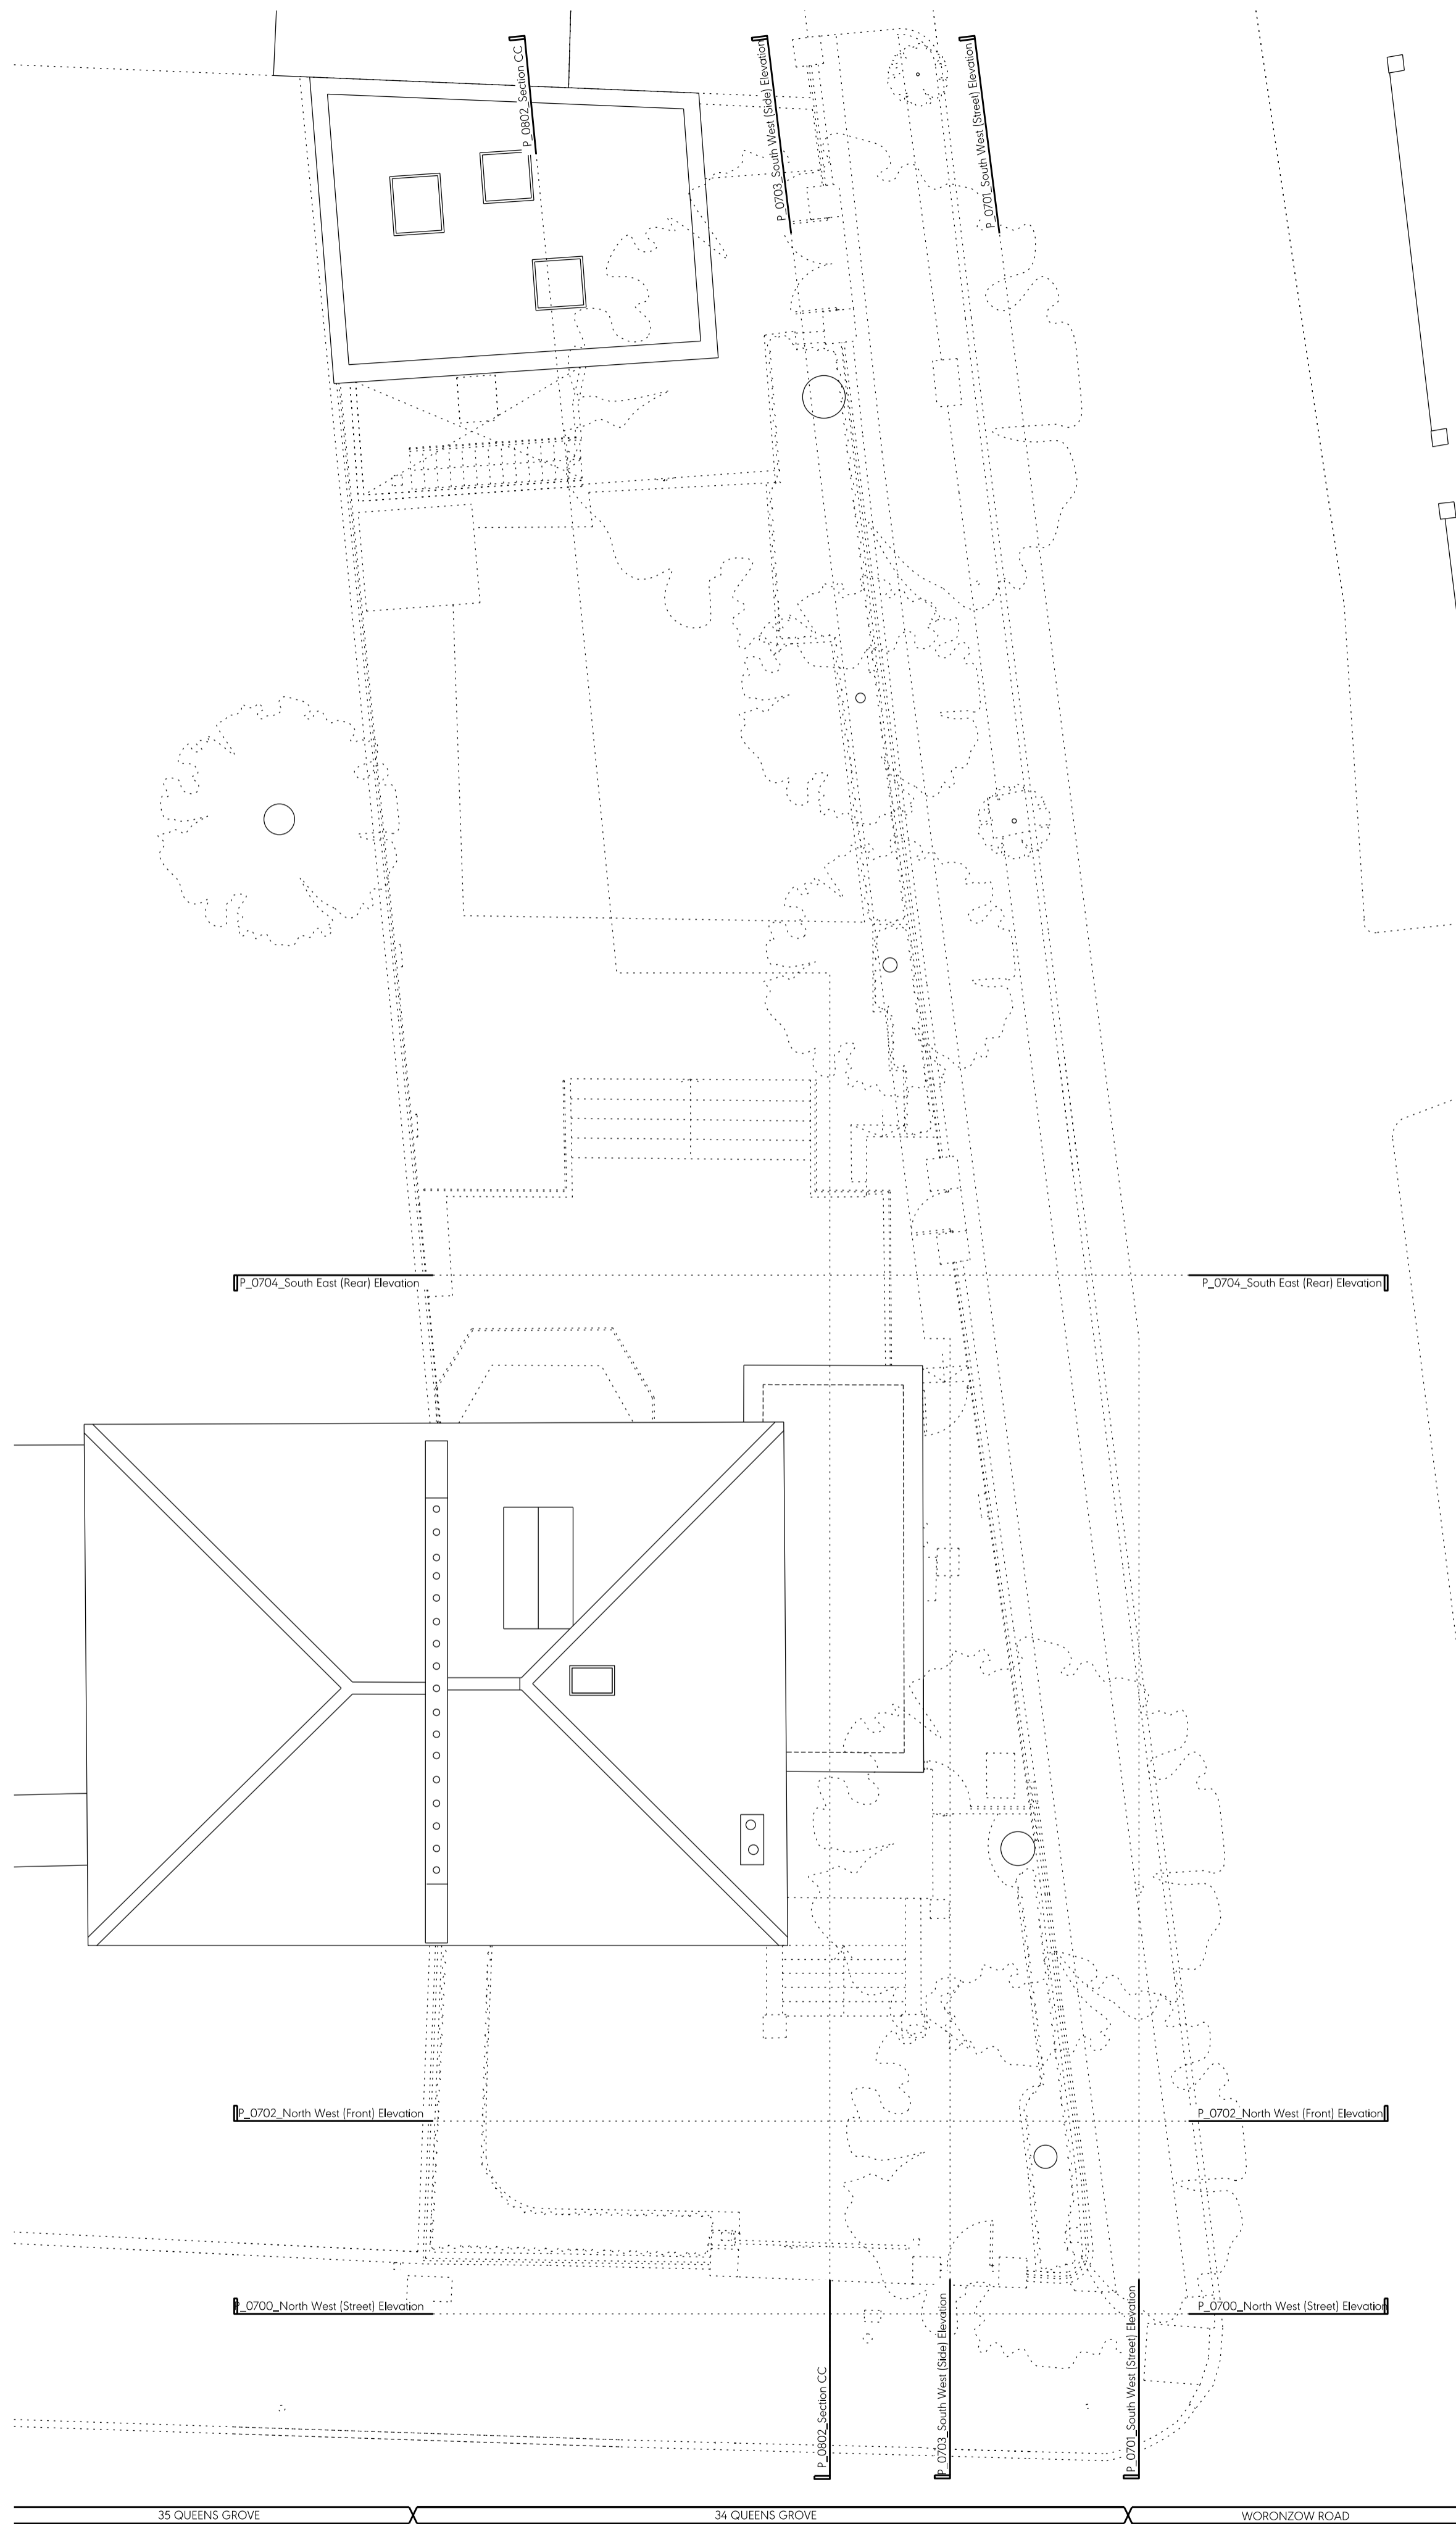 P_0802_Section CC
P_0703_South West (Side) Elevation
P_0701_South West (Street) Elevation
P_0704_South East (Rear) Elevation
P_0704_South East (Rear) Elevation
P_0702_North West (Front) Elevation
P_0702_North West (Front) Elevation
P_0700_North West (Street) Elevation
P_0700_North West (Street) Elevation
P_0802_Section CC
P_0703_South West (Side) Elevation
P_0701_South West (Street) Elevation
35 QUEENS GROVE
34 QUEENS GROVE
WORONZOW ROAD